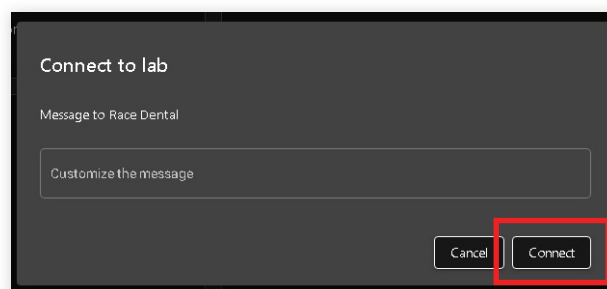 Connect to lab
Message to Race Dental
Customize the message
Cancel Connect